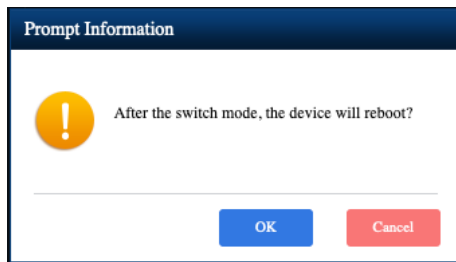 Prompt Information
After the switch mode, the device will reboot?
OK
Cancel